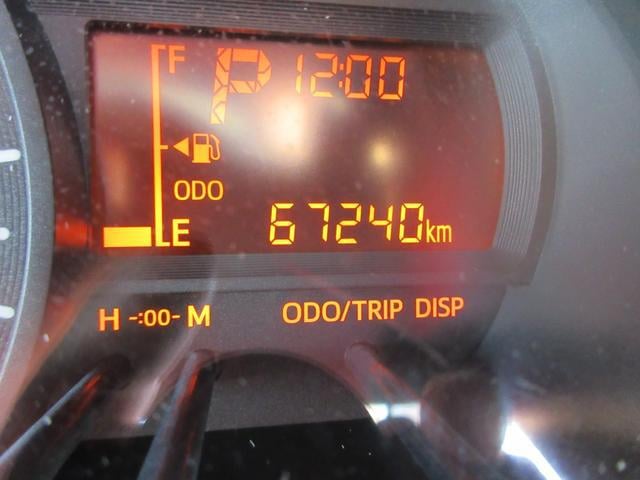 F P 12:00
ODO
E 67240km
H -:00- M ODO/TRIP DISP